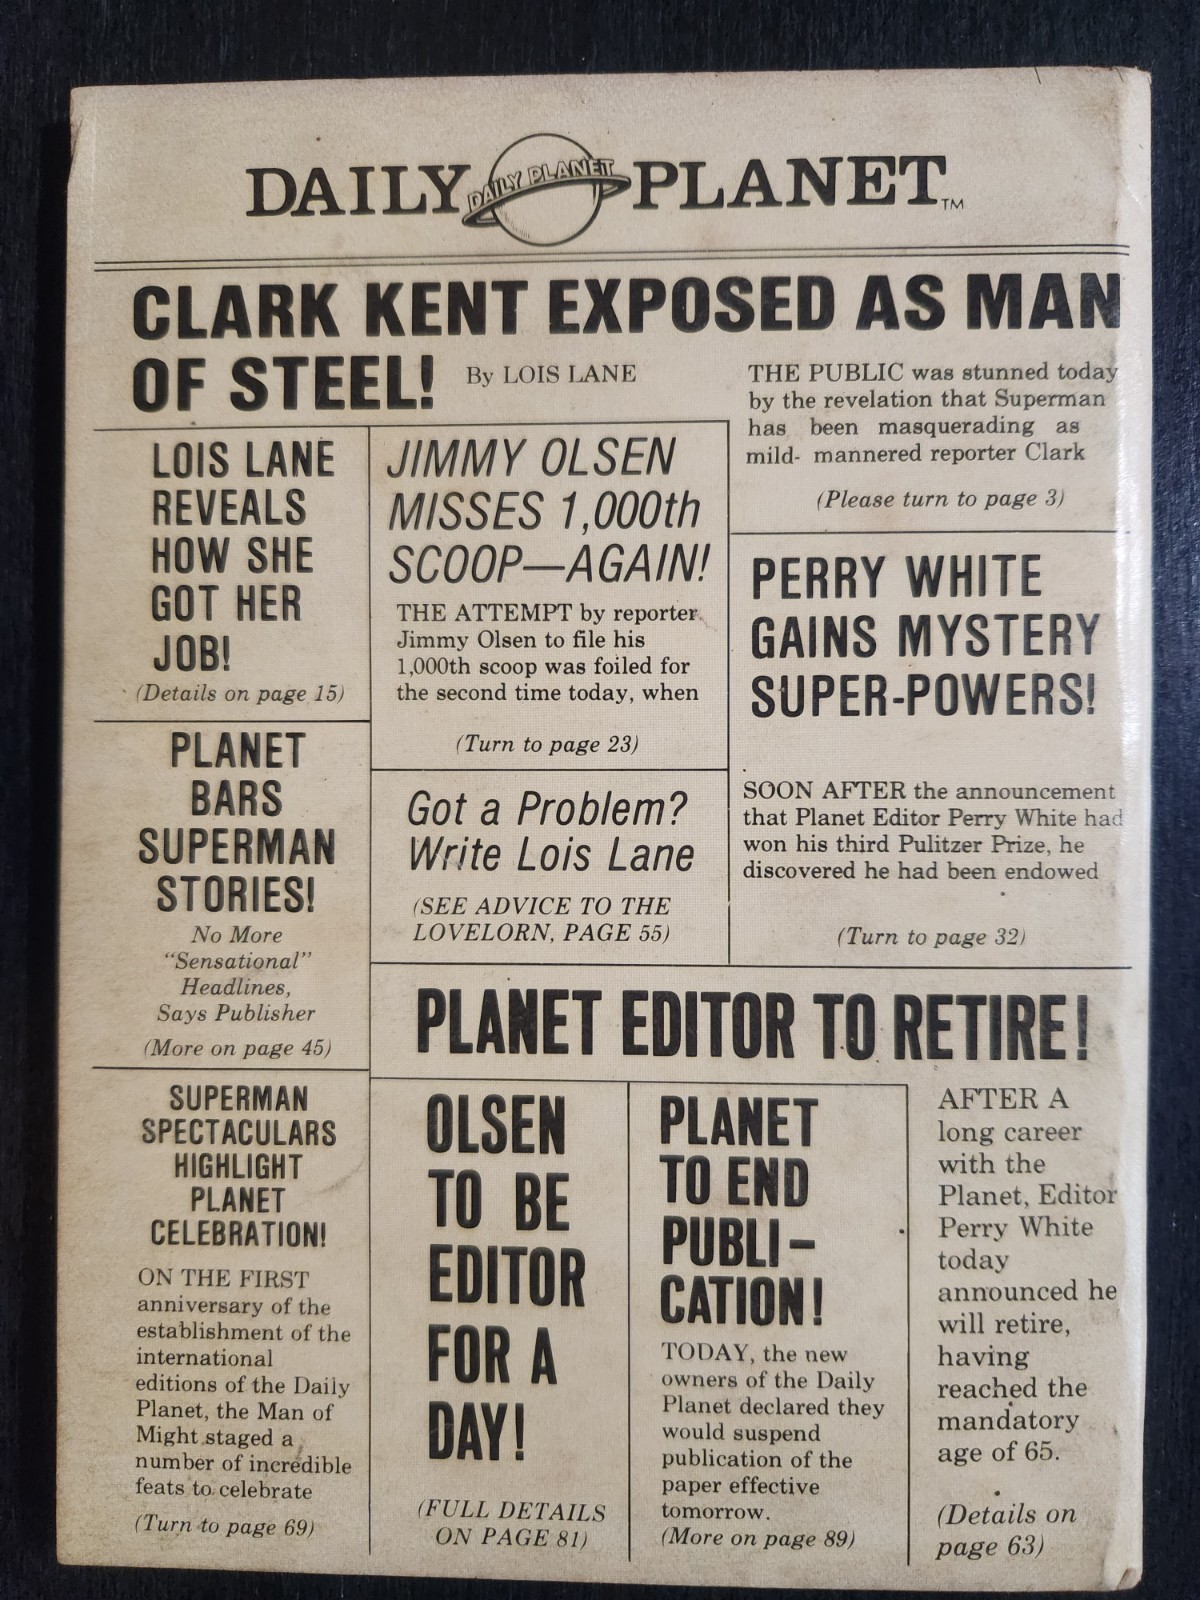 DAILY DAILY PLANET PLANET™
CLARK KENT EXPOSED AS MAN
OF STEEL!
By LOIS LANE
THE PUBLIC was stunned today
by the revelation that Superman
has been masquerading as
mild- mannered reporter Clark
(Please turn to page 3)
LOIS LANE
REVEALS
HOW SHE
GOT HER
JOB!
(Details on page 15)
JIMMY OLSEN
MISSES 1,000th
SCOOP—AGAIN!
THE ATTEMPT by reporter
Jimmy Olsen to file his
1,000th scoop was foiled for
the second time today, when
(Turn to page 23)
PERRY WHITE
GAINS MYSTERY
SUPER-POWERS!
SOON AFTER the announcement
that Planet Editor Perry White had
won his third Pulitzer Prize, he
discovered he had been endowed
(Turn to page 32)
PLANET
BARS
SUPERMAN
STORIES!
No More
“Sensational”
Headlines,
Says Publisher
(More on page 45)
Got a Problem?
Write Lois Lane
(SEE ADVICE TO THE
LOVELORN, PAGE 55)
PLANET EDITOR TO RETIRE!
SUPERMAN
SPECTACULARS
HIGHLIGHT
PLANET
CELEBRATION!
ON THE FIRST
anniversary of the
establishment of the
international
editions of the Daily
Planet, the Man of
Might staged a
number of incredible
feats to celebrate
(Turn to page 69)
OLSEN
TO BE
EDITOR
FOR A
DAY!
(FULL DETAILS
ON PAGE 81)
PLANET
TO END
PUBLI-
CATION!
TODAY, the new
owners of the Daily
Planet declared they
would suspend
publication of the
paper effective
tomorrow.
(More on page 89)
AFTER A
long career
with the
Planet, Editor
Perry White
today
announced he
will retire,
having
reached the
mandatory
age of 65.
(Details on
page 63)